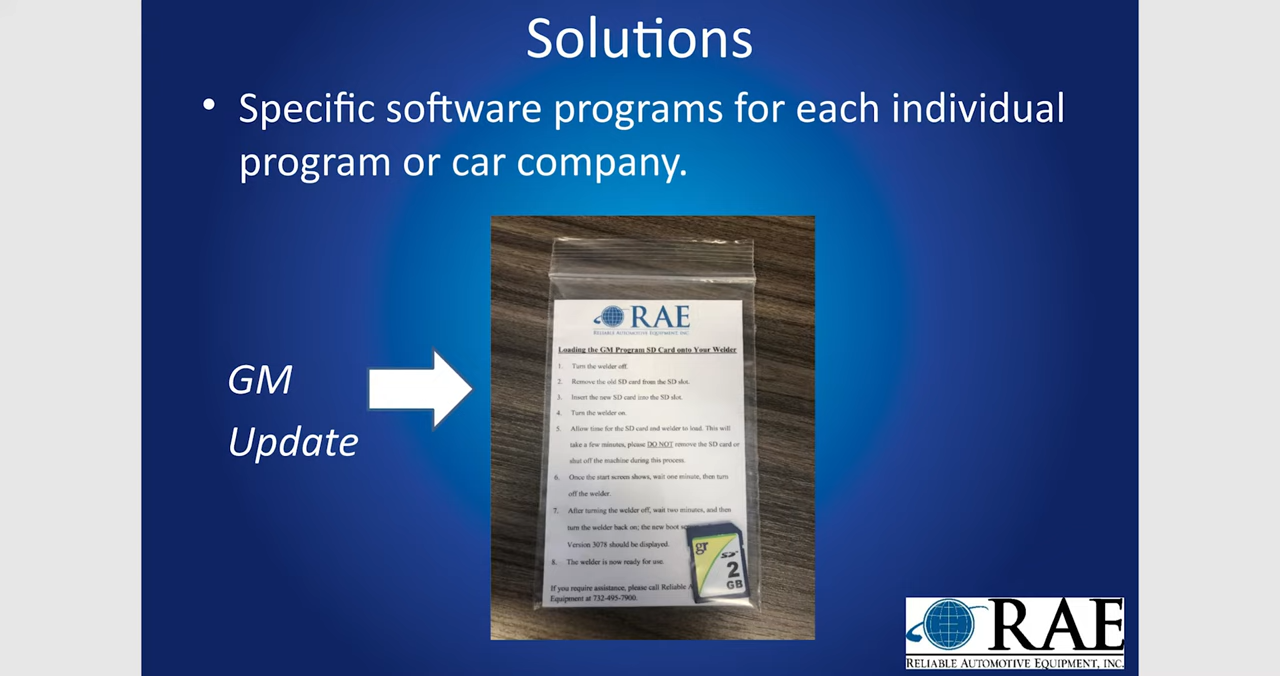 Solutions
• Specific software programs for each individual
program or car company.
GM
Update
RAE
RELIABLE AUTOMOTIVE EQUIPMENT, INC.
Loading the GM Program SD Card onto Your Welder
1. Turn the welder off.
2. Remove the old SD card from the SD slot.
3. Insert the new SD card into the SD slot.
4. Turn the welder on.
5. Allow time for the SD card and welder to load. This will
take a few minutes, please DO NOT remove the SD card or
shut off the machine during this process.
6. Once the start screen shows, wait one minute, then turn
off the welder.
7. After turning the welder off, wait two minutes, and then
turn the welder back on; the new boot
Version 3078 should be displayed.
8. The welder is now ready for use.
If you require assistance, please call Reliable
Equipment at 732-495-7900.
gr
SD
2
GB
RAE
RELIABLE AUTOMOTIVE EQUIPMENT, INC.